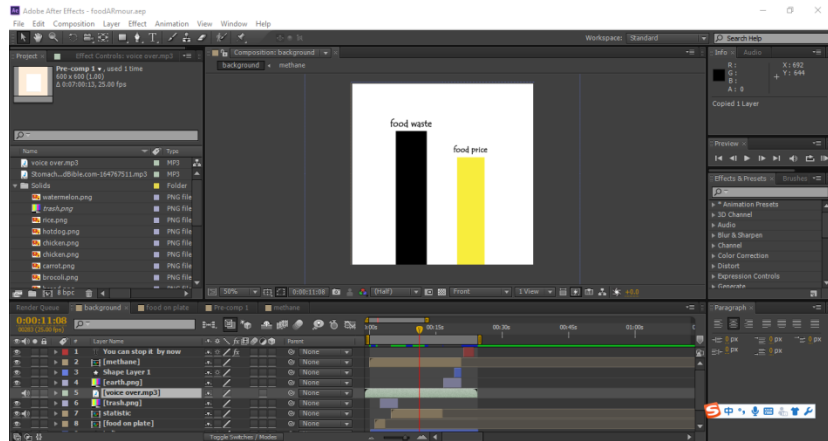 Adobe After Effects - foodARmour.aep
File Edit Composition Layer Effect Animation View Window Help
Workspace: Standard
Search Help
Project
Effect Controls: voice over.mp3
Pre-comp 1, used 1 time
600 x 600 (1.00)
Δ 0:07:00:13, 25.00 fps
Name Type
voice over.mp3 MP3
Stomach...dBible.com-164767511.mp3 MP3
Solids Folder
watermelon.png PNG file
trash.png PNG file
rice.png PNG file
hotdog.png PNG file
chicken.png PNG file
chicken.png PNG file
carrot.png PNG file
brocoli.png PNG file
8 bpc
Composition: background
background methane
food waste
food price
50% 0:00:11:08 (Half) Front 1 View +0.0
Info Audio
R: X: 692
G: Y: 644
B:
A: 0
Copied 1 Layer
Preview
Effects & Presets Brushes
* Animation Presets
3D Channel
Audio
Blur & Sharpen
Channel
Color Correction
Distort
Expression Controls
Generate
Render Queue background food on plate Pre-comp 1 methane
0:00:11:08
00283 (25.00 fps)
# Layer Name Parent
00:15s 00:30s 00:45s 01:00s
1 You can stop it by now None
2 [methane] None
3 Shape Layer 1 None
4 [earth.png] None
5 [voice over.mp3] None
6 [trash.png] None
7 statistic None
8 [food on plate] None
Toggle Switches / Modes
Paragraph
0 px 0 px
0 px 0 px
中